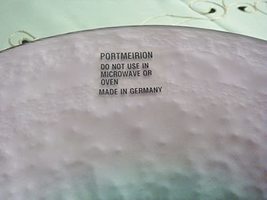 PORTMEIRION
DO NOT USE IN
MICROWAVE OR
OVEN
MADE IN GERMANY